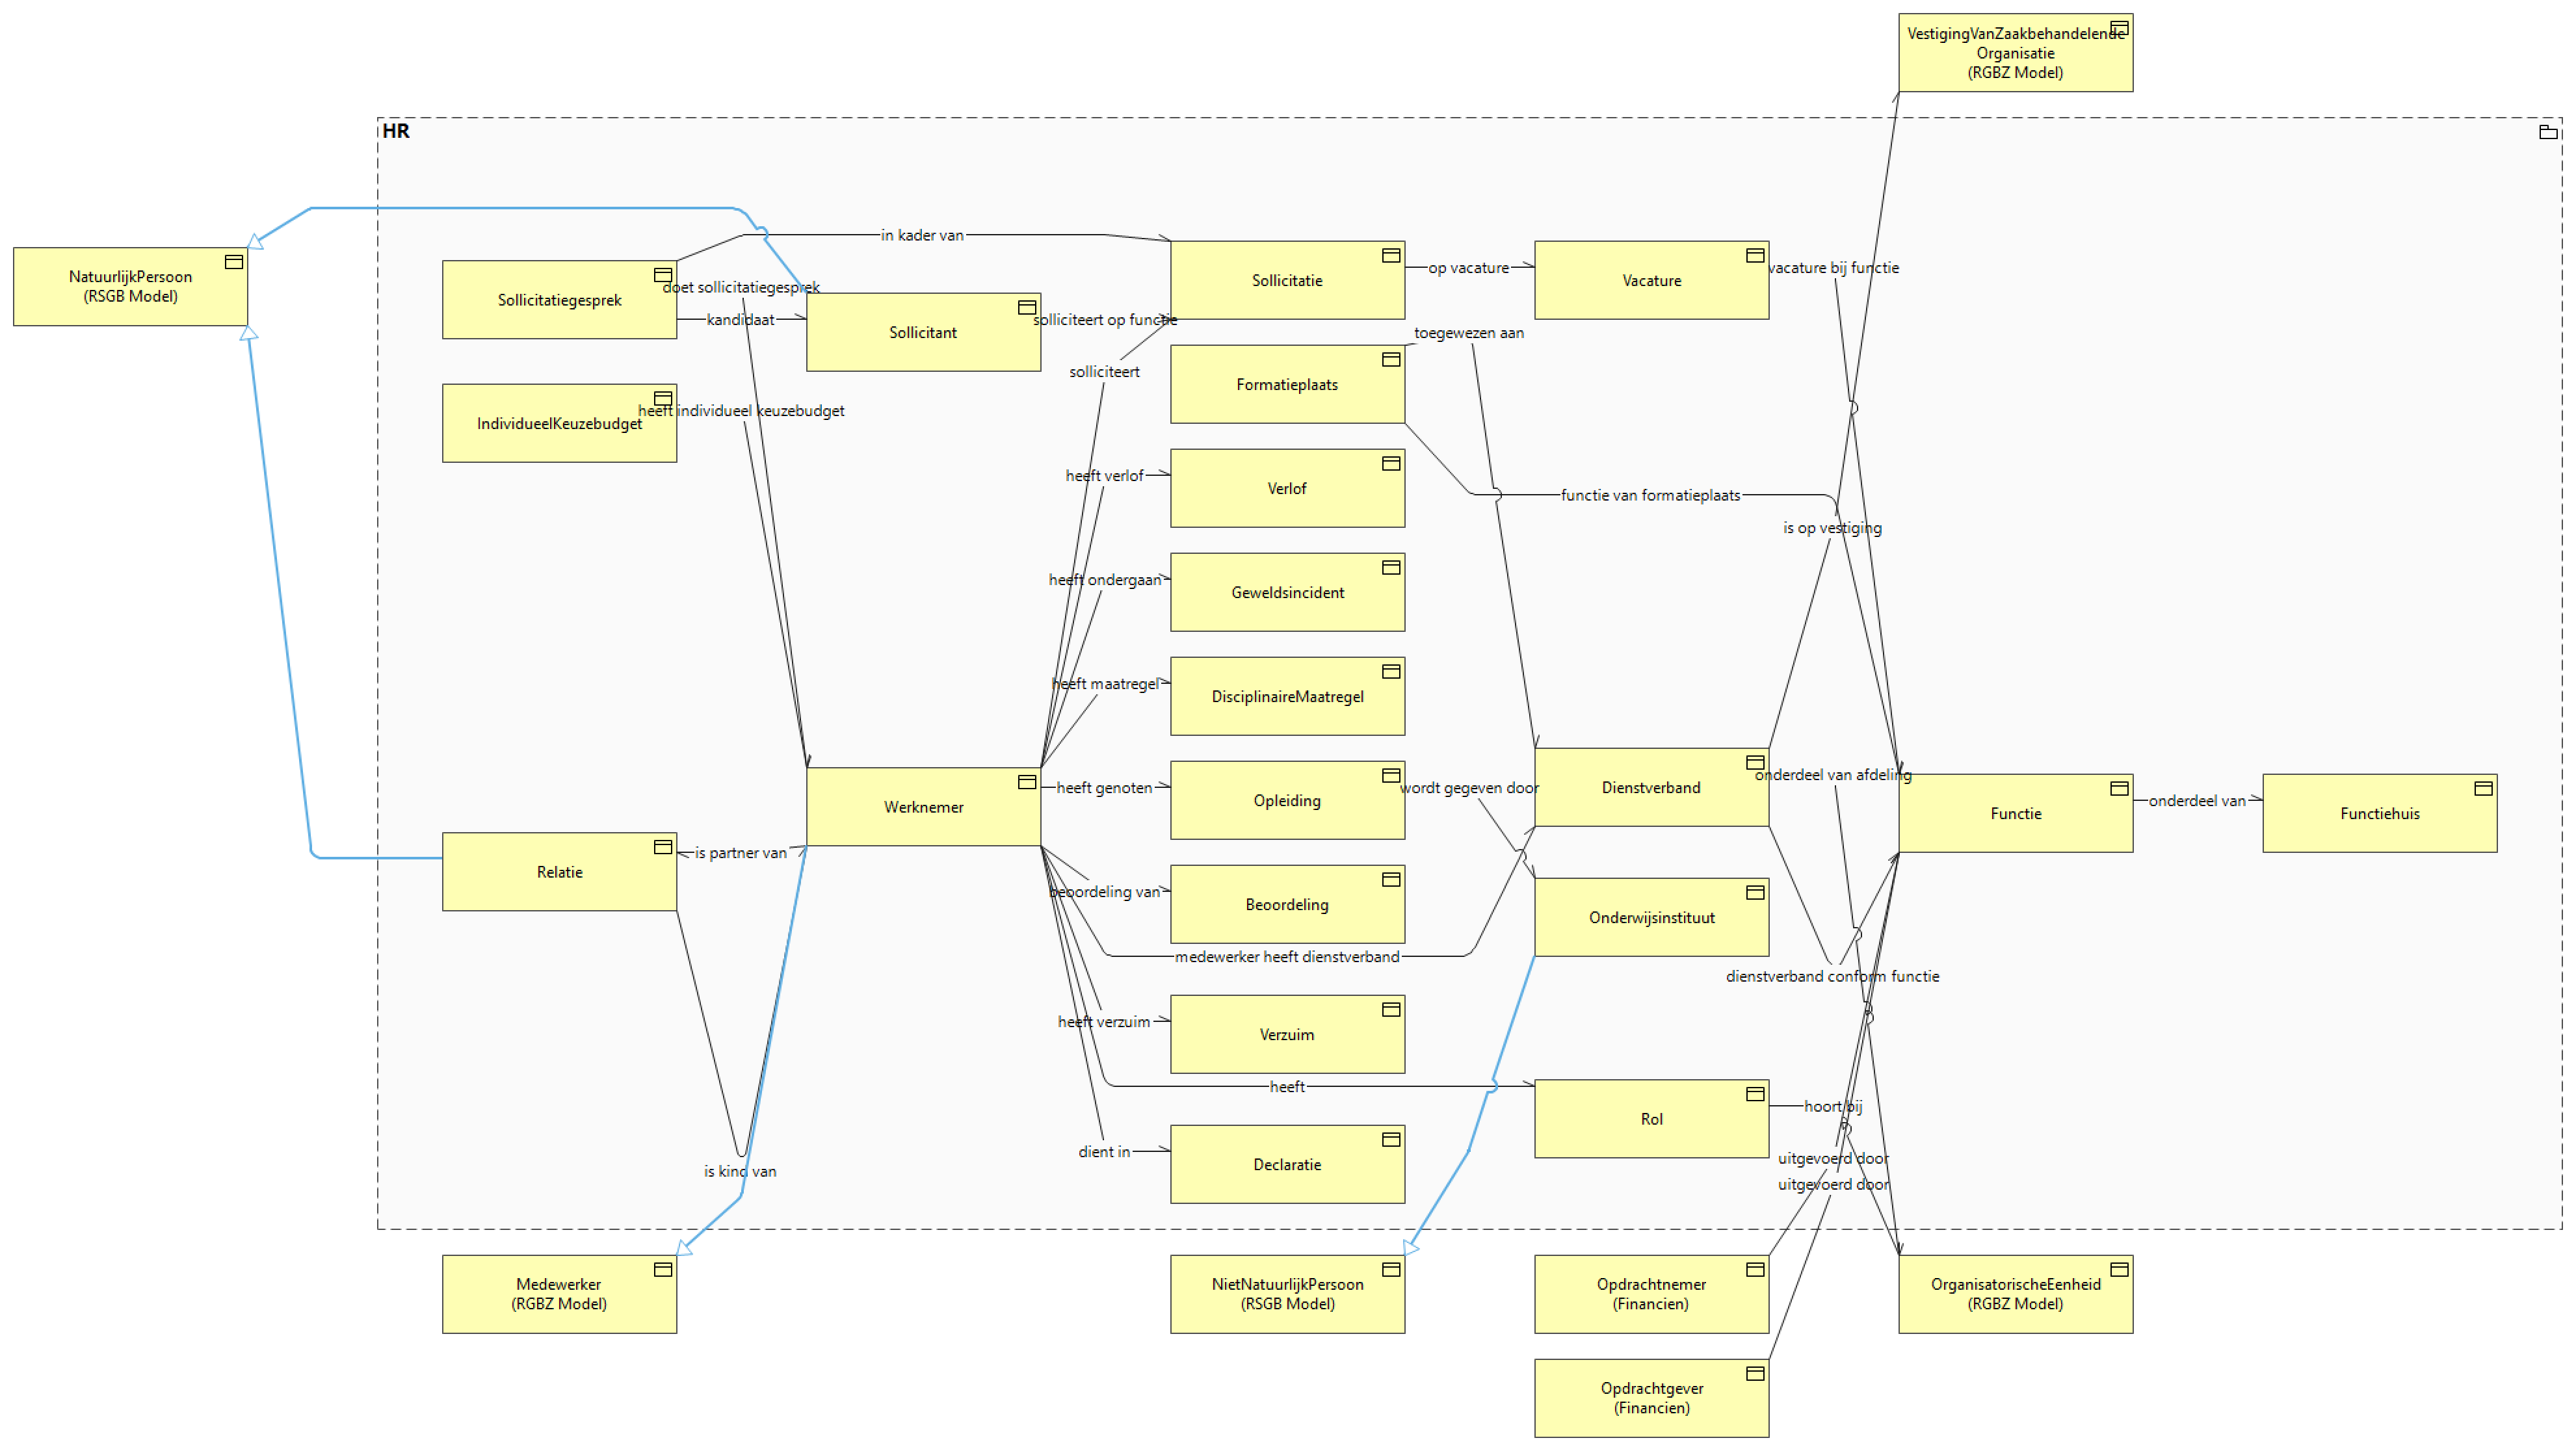 VestigingVanZaakbehandelende
Organisatie
(RGBZ Model)
HR
NatuurlijkPersoon
(RSGB Model)
in kader van
Sollicitatiegesprek
doet sollicitatiegesprek
kandidaat
Sollicitant
solliciteert op functie
Sollicitatie
op vacature
Vacature
vacature bij functie
toegewezen aan
solliciteert
Formatieplaats
IndividueelKeuzebudget
heeft individueel keuzebudget
heeft verlof
Verlof
functie van formatieplaats
is op vestiging
heeft ondergaan
Geweldsincident
heeft maatregel
DisciplinaireMaatregel
Werknemer
heeft genoten
Opleiding
wordt gegeven door
Dienstverband
onderdeel van afdeling
Functie
onderdeel van
Functiehuis
Relatie
is partner van
beoordeling van
Beoordeling
Onderwijsinstituut
medewerker heeft dienstverband
dienstverband conform functie
heeft verzuim
Verzuim
heeft
Rol
hoort bij
dient in
Declaratie
is kind van
uitgevoerd door
uitgevoerd door
Medewerker
(RGBZ Model)
NietNatuurlijkPersoon
(RSGB Model)
Opdrachtnemer
(Financien)
OrganisatorischeEenheid
(RGBZ Model)
Opdrachtgever
(Financien)